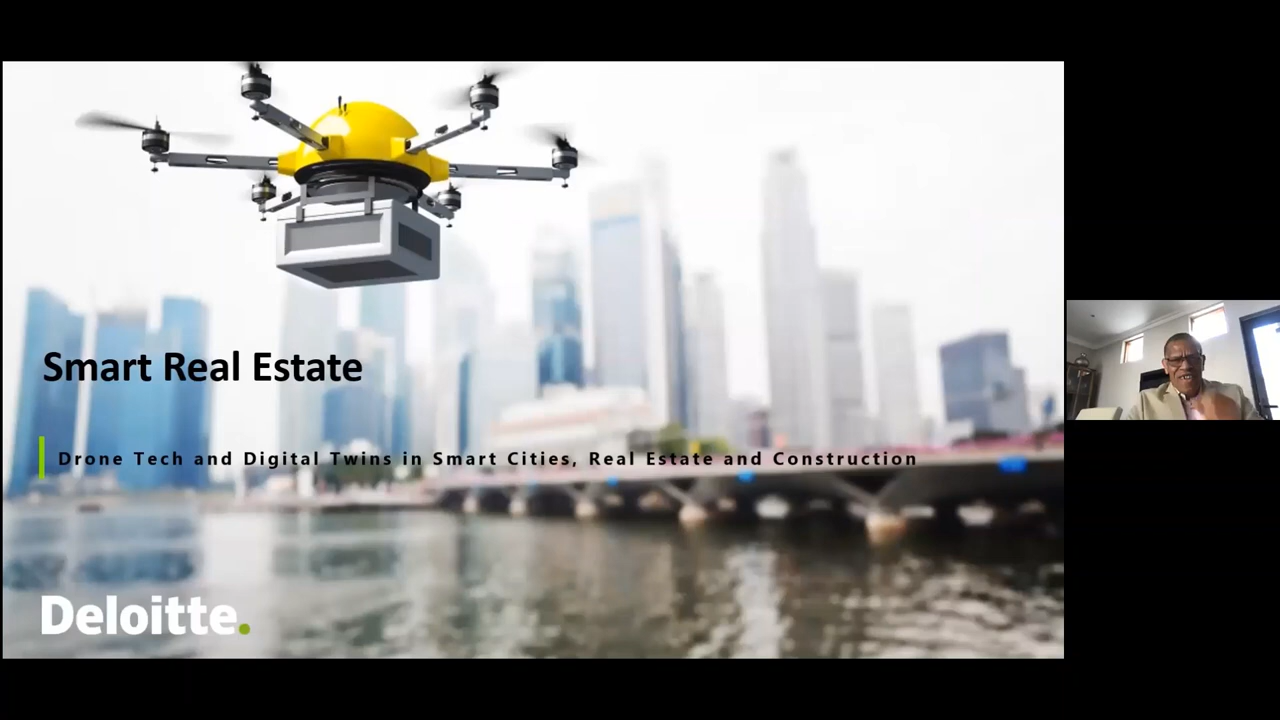 Smart Real Estate
Drone Tech and Digital Twins in Smart Cities, Real Estate and Construction
Deloitte.